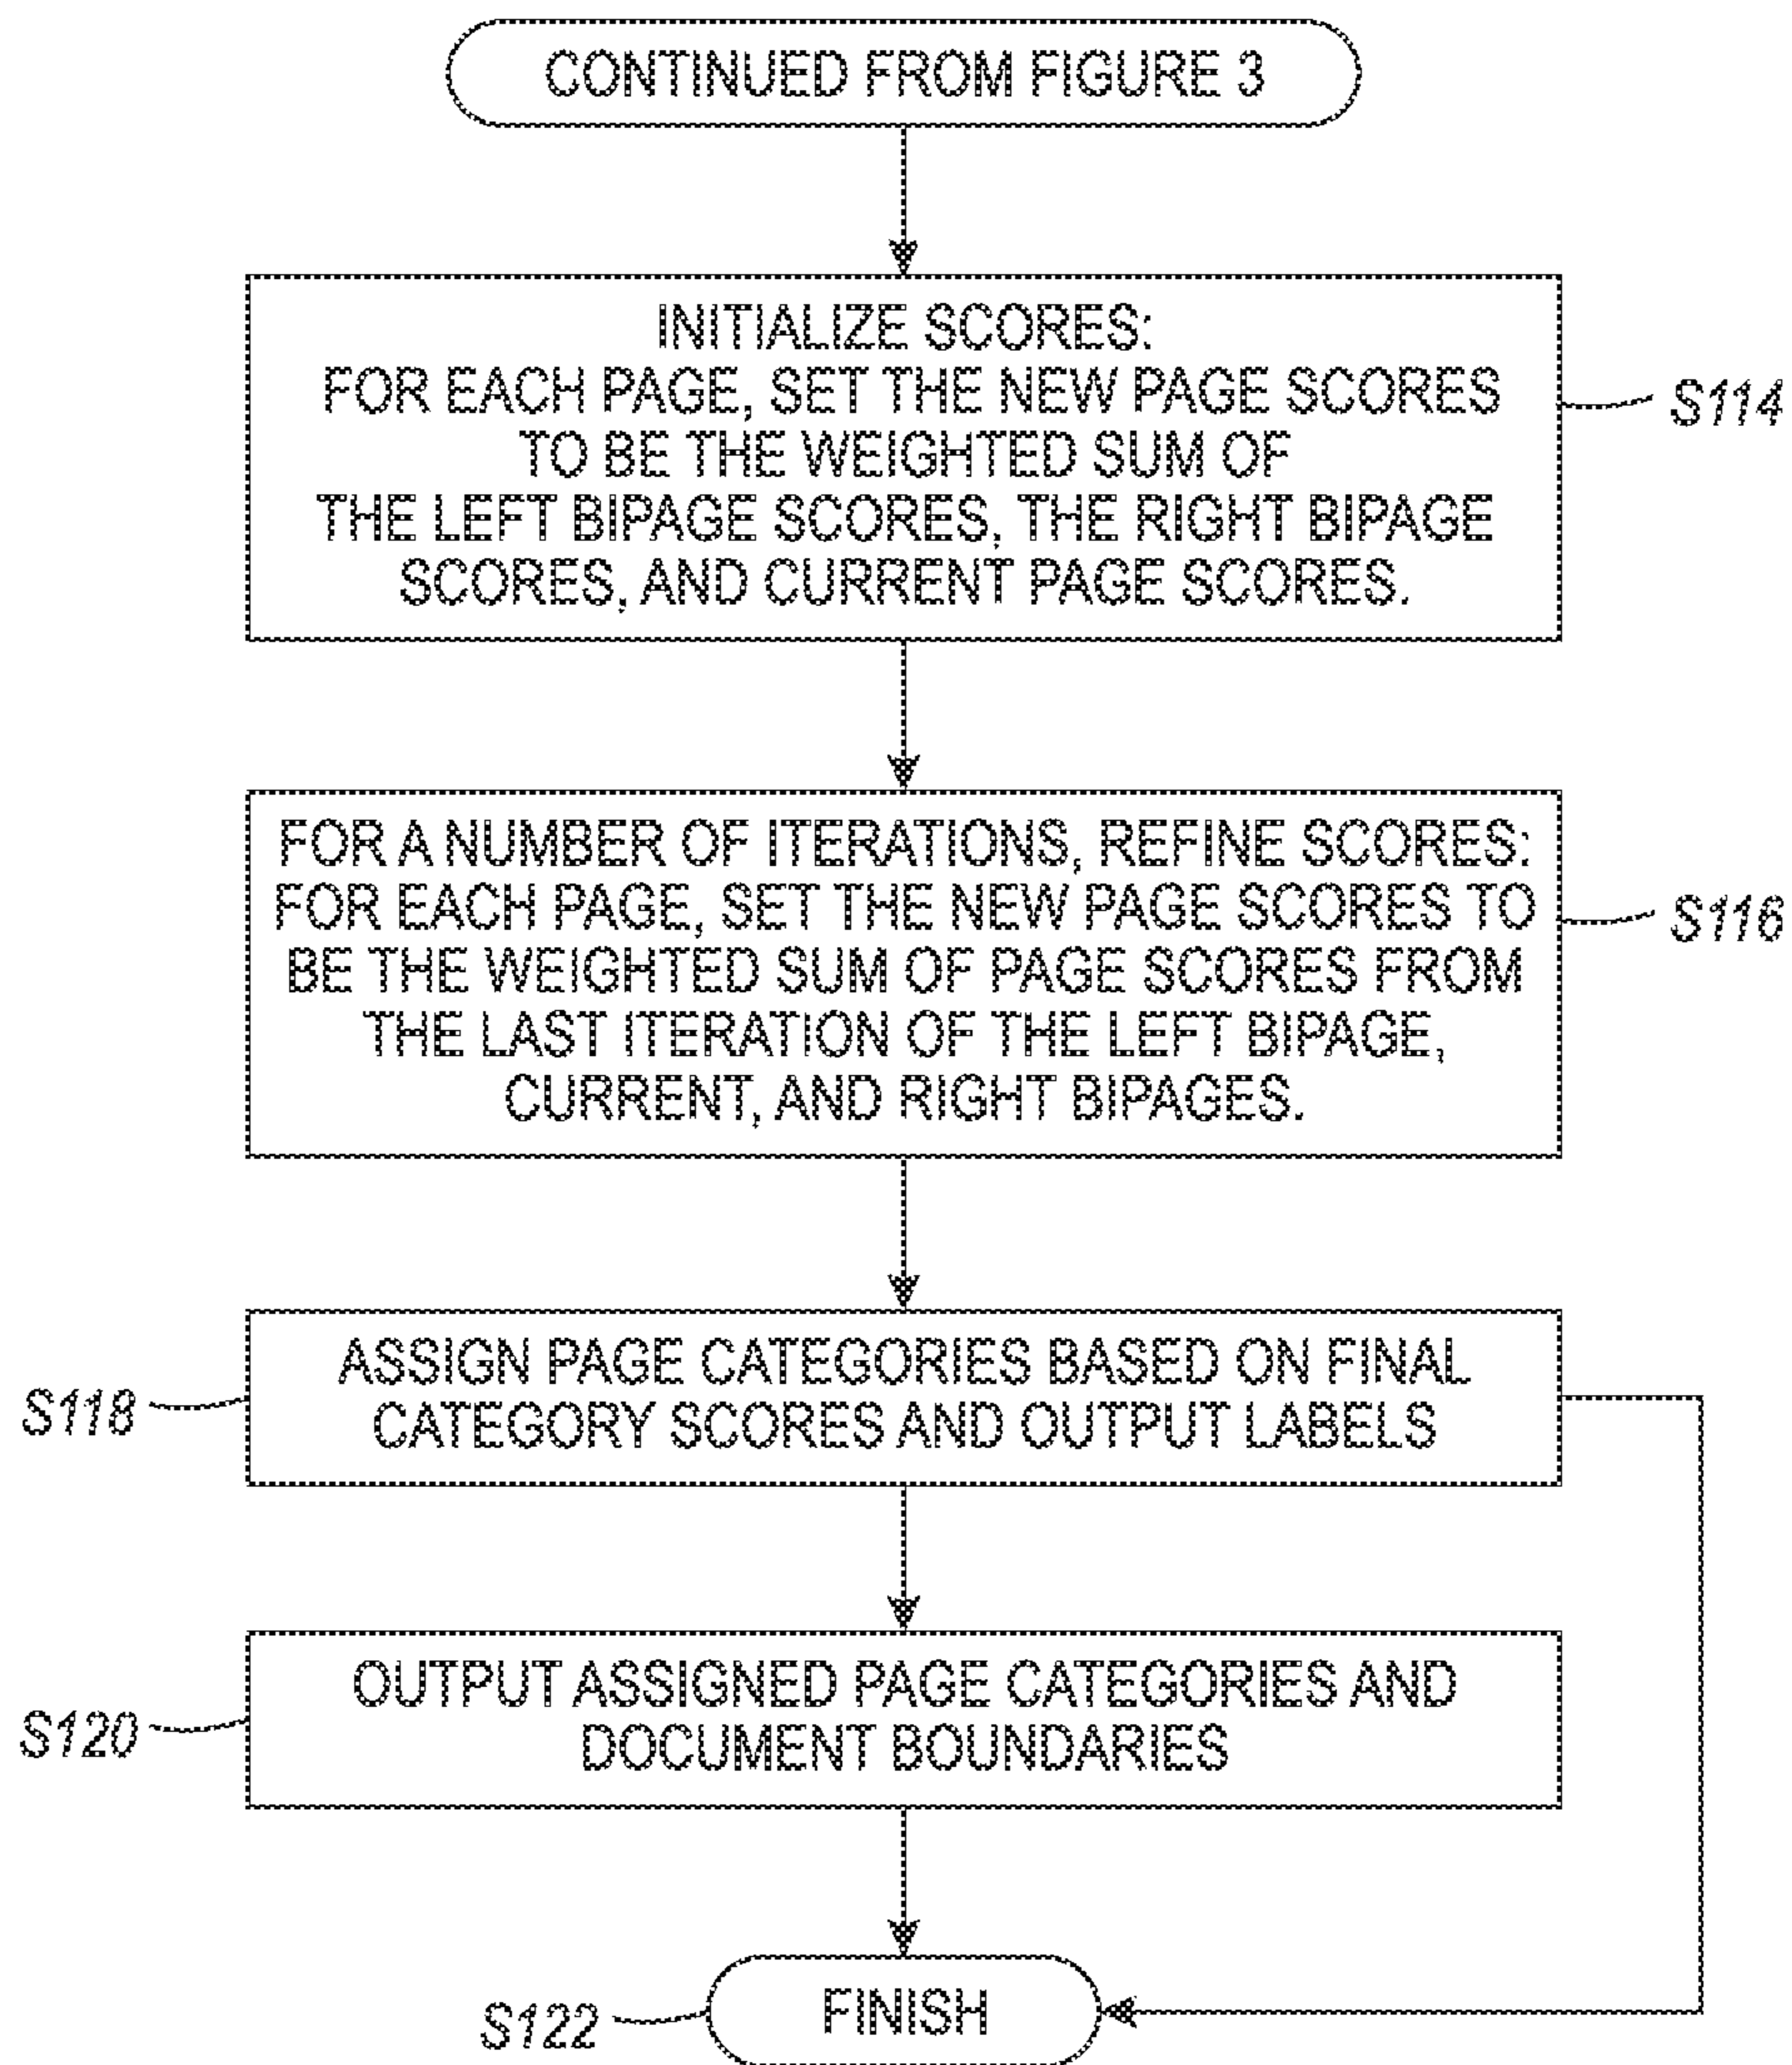 CONTINUED FROM FIGURE 3
INITIALIZE SCORES:
FOR EACH PAGE, SET THE NEW PAGE SCORES
TO BE THE WEIGHTED SUM OF
THE LEFT BIPAGE SCORES, THE RIGHT BIPAGE
SCORES, AND CURRENT PAGE SCORES.
S114
FOR A NUMBER OF ITERATIONS, REFINE SCORES:
FOR EACH PAGE, SET THE NEW PAGE SCORES TO
BE THE WEIGHTED SUM OF PAGE SCORES FROM
THE LAST ITERATION OF THE LEFT BIPAGE,
CURRENT, AND RIGHT BIPAGES.
S116
ASSIGN PAGE CATEGORIES BASED ON FINAL
CATEGORY SCORES AND OUTPUT LABELS
S118
OUTPUT ASSIGNED PAGE CATEGORIES AND
DOCUMENT BOUNDARIES
S120
FINISH
S122